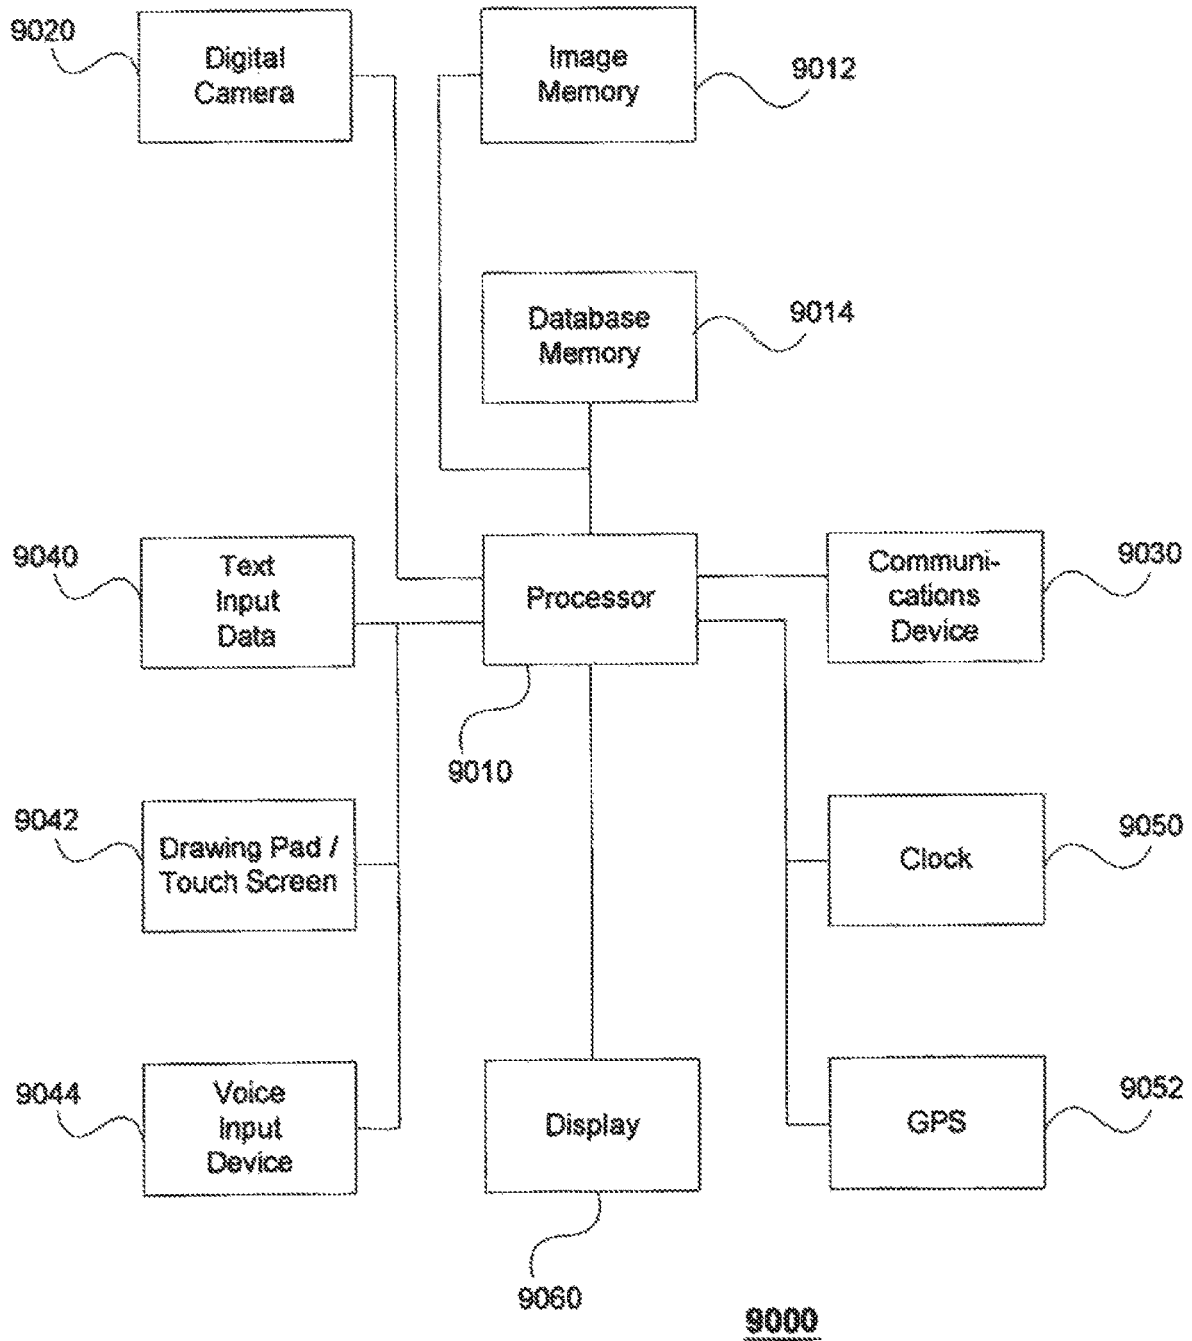 9020
Digital
Camera
Image
Memory
9012
Database
Memory
9014
9040
Text
Input
Data
Processor
9010
Communi-
cations
Device
9030
9042
Drawing Pad /
Touch Screen
Clock
9050
9044
Voice
Input
Device
Display
9060
GPS
9052
9000